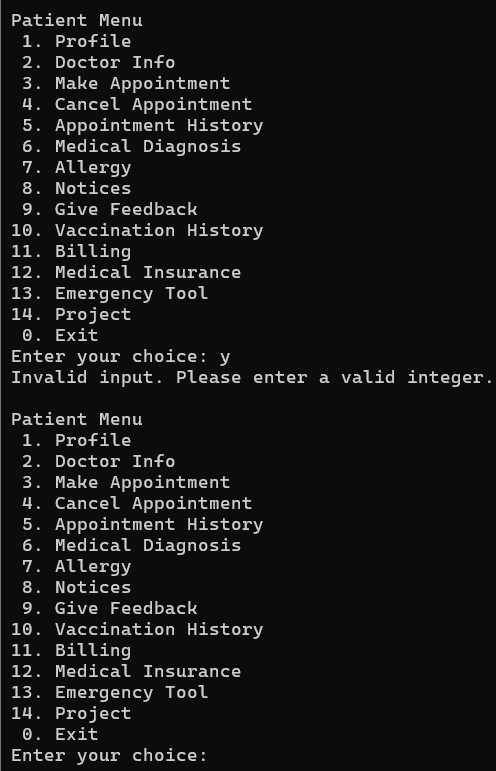 Patient Menu
 1. Profile
 2. Doctor Info
 3. Make Appointment
 4. Cancel Appointment
 5. Appointment History
 6. Medical Diagnosis
 7. Allergy
 8. Notices
 9. Give Feedback
10. Vaccination History
11. Billing
12. Medical Insurance
13. Emergency Tool
14. Project
 0. Exit
Enter your choice: y
Invalid input. Please enter a valid integer.

Patient Menu
 1. Profile
 2. Doctor Info
 3. Make Appointment
 4. Cancel Appointment
 5. Appointment History
 6. Medical Diagnosis
 7. Allergy
 8. Notices
 9. Give Feedback
10. Vaccination History
11. Billing
12. Medical Insurance
13. Emergency Tool
14. Project
 0. Exit
Enter your choice: